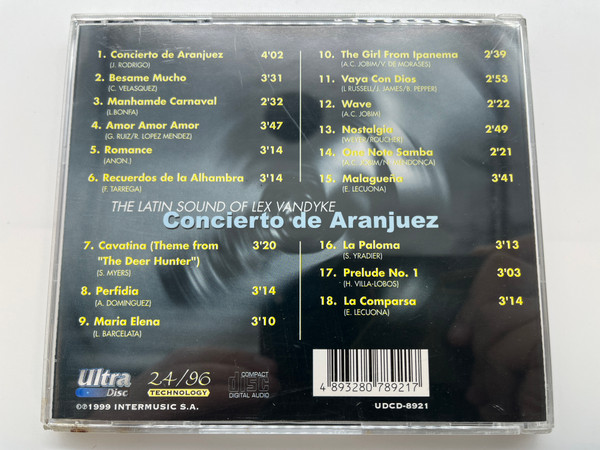 1. Concierto de Aranjuez 4'02
(J. RODRIGO)
2. Besame Mucho 3'31
(C. VELASQUEZ)
3. Manhamde Carnaval 2'32
(L.BONFA)
4. Amor Amor Amor 3'47
(G. RUIZ/R. LOPEZ MENDEZ)
5. Romance 3'14
(ANON.)
6. Recuerdos de la Alhambra 3'14
(F. TARREGA)
10. The Girl From Ipanema 2'39
(A.C. JOBIM/V. DE MORASES)
11. Vaya Con Dios 2'53
(I. RUSSELL/J. JAMES/B. PEPPER)
12. Wave 2'22
(A.C. JOBIM)
13. Nostalgia 2'49
(WEYER/ROUCHER)
14. One Note Samba 2'21
(A.C. JOBIM/N. MENDONÇA)
15. Malagueña 3'41
(E. LECUONA)
THE LATIN SOUND OF LEX VANDYKE
Concierto de Aranjuez
7. Cavatina (Theme from 3'20
"The Deer Hunter")
(S. MYERS)
8. Perfidia 3'14
(A. DOMINGUEZ)
9. Maria Elena 3'10
(L. BARCELATA)
16. La Paloma 3'13
(S. YRADIER)
17. Prelude No. 1 3'03
(H. VILLA-LOBOS)
18. La Comparsa 3'14
(E. LECUONA)
Ultra
Disc
24/96
TECHNOLOGY
COMPACT
disc
DIGITAL AUDIO
©℗1999 INTERMUSIC S.A.
4 893280 789217
UDCD-8921